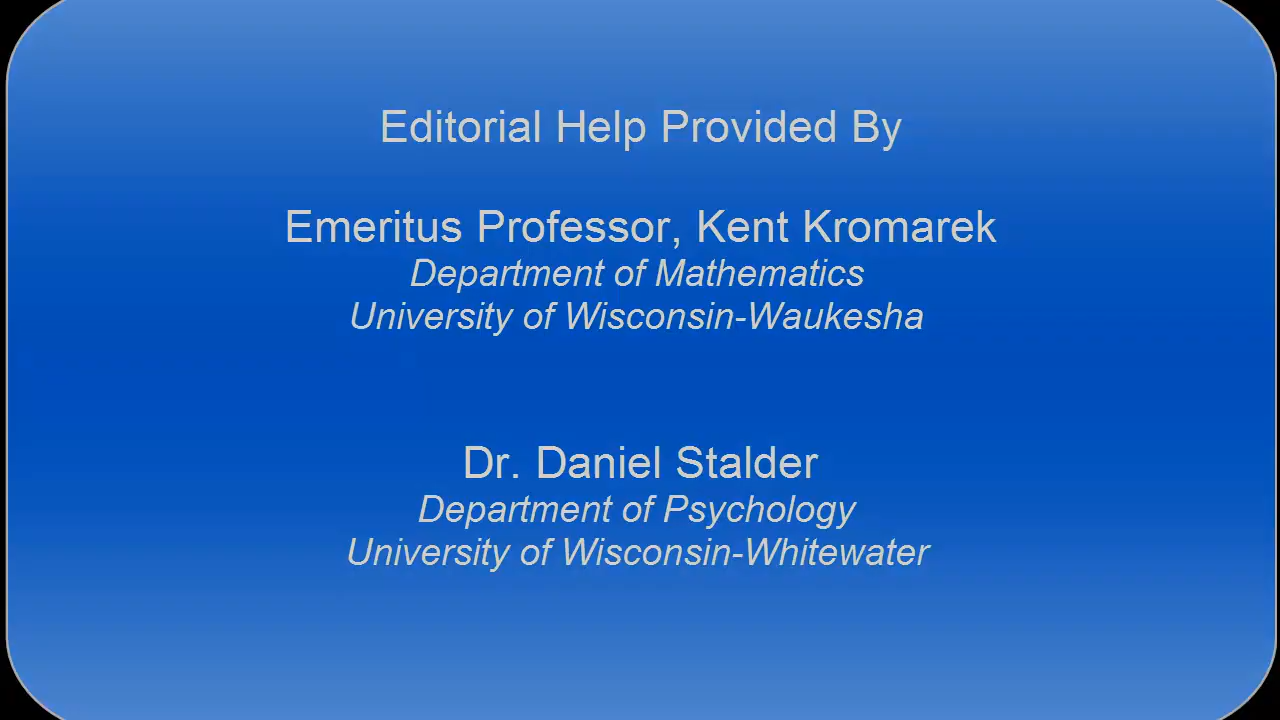 Editorial Help Provided By
Emeritus Professor, Kent Kromarek
Department of Mathematics
University of Wisconsin-Waukesha
Dr. Daniel Stalder
Department of Psychology
University of Wisconsin-Whitewater